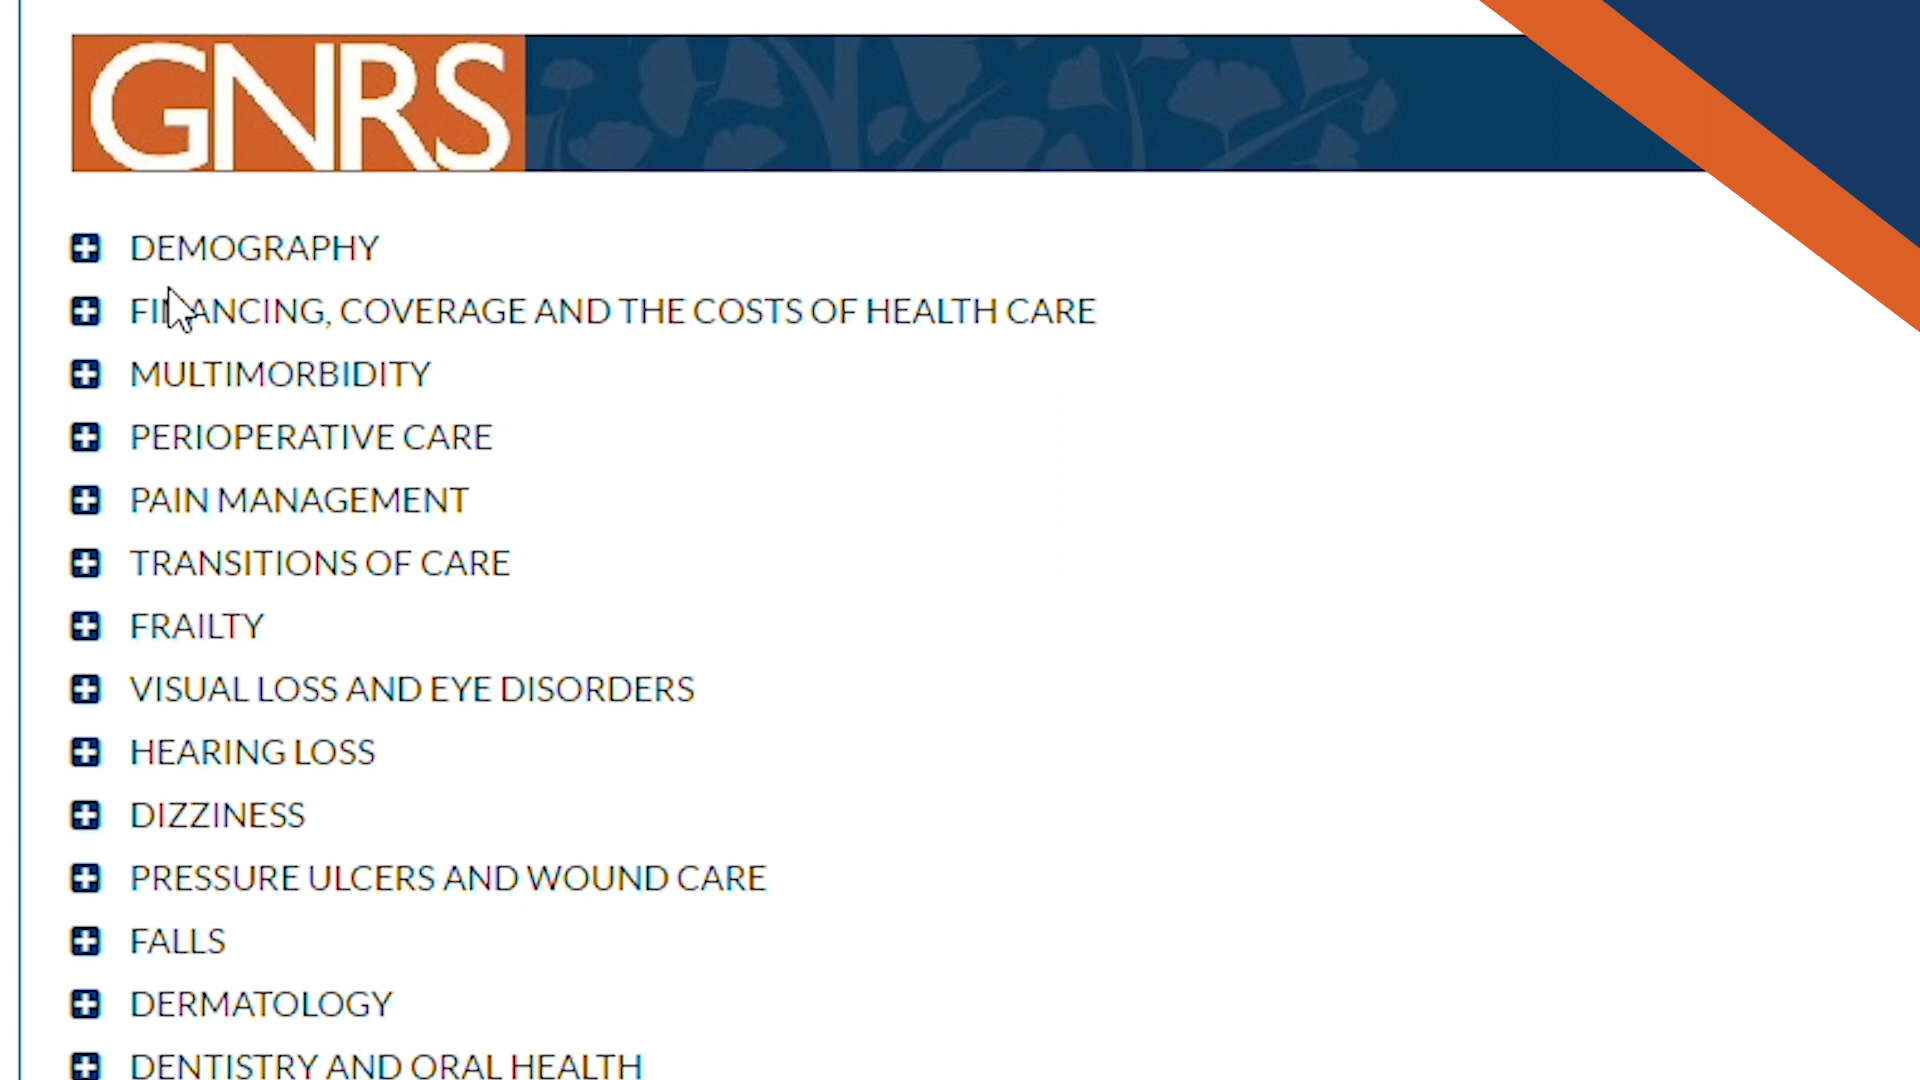 GNRS
DEMOGRAPHY
FINANCING, COVERAGE AND THE COSTS OF HEALTH CARE
MULTIMORBIDITY
PERIOPERATIVE CARE
PAIN MANAGEMENT
TRANSITIONS OF CARE
FRAILTY
VISUAL LOSS AND EYE DISORDERS
HEARING LOSS
DIZZINESS
PRESSURE ULCERS AND WOUND CARE
FALLS
DERMATOLOGY
DENTISTRY AND ORAL HEALTH